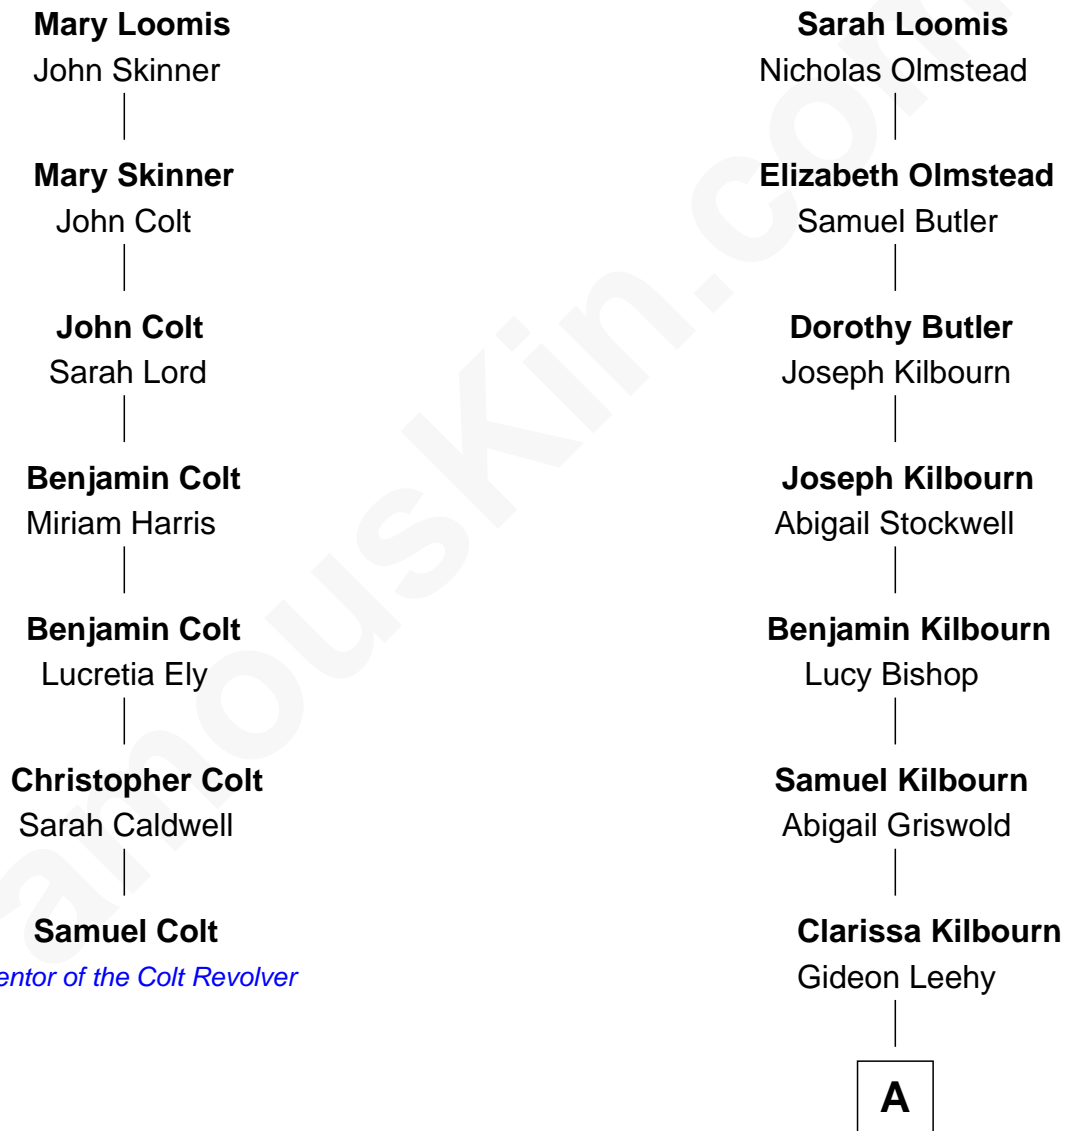 Mary Loomis
John Skinner
Mary Skinner
John Colt
John Colt
Sarah Lord
Benjamin Colt
Miriam Harris
Benjamin Colt
Lucretia Ely
Christopher Colt
Sarah Caldwell
Samuel Colt
entor of the Colt Revolver
Sarah Loomis
Nicholas Olmstead
Elizabeth Olmstead
Samuel Butler
Dorothy Butler
Joseph Kilbourn
Joseph Kilbourn
Abigail Stockwell
Benjamin Kilbourn
Lucy Bishop
Samuel Kilbourn
Abigail Griswold
Clarissa Kilbourn
Gideon Leehy
A
amouskin.com